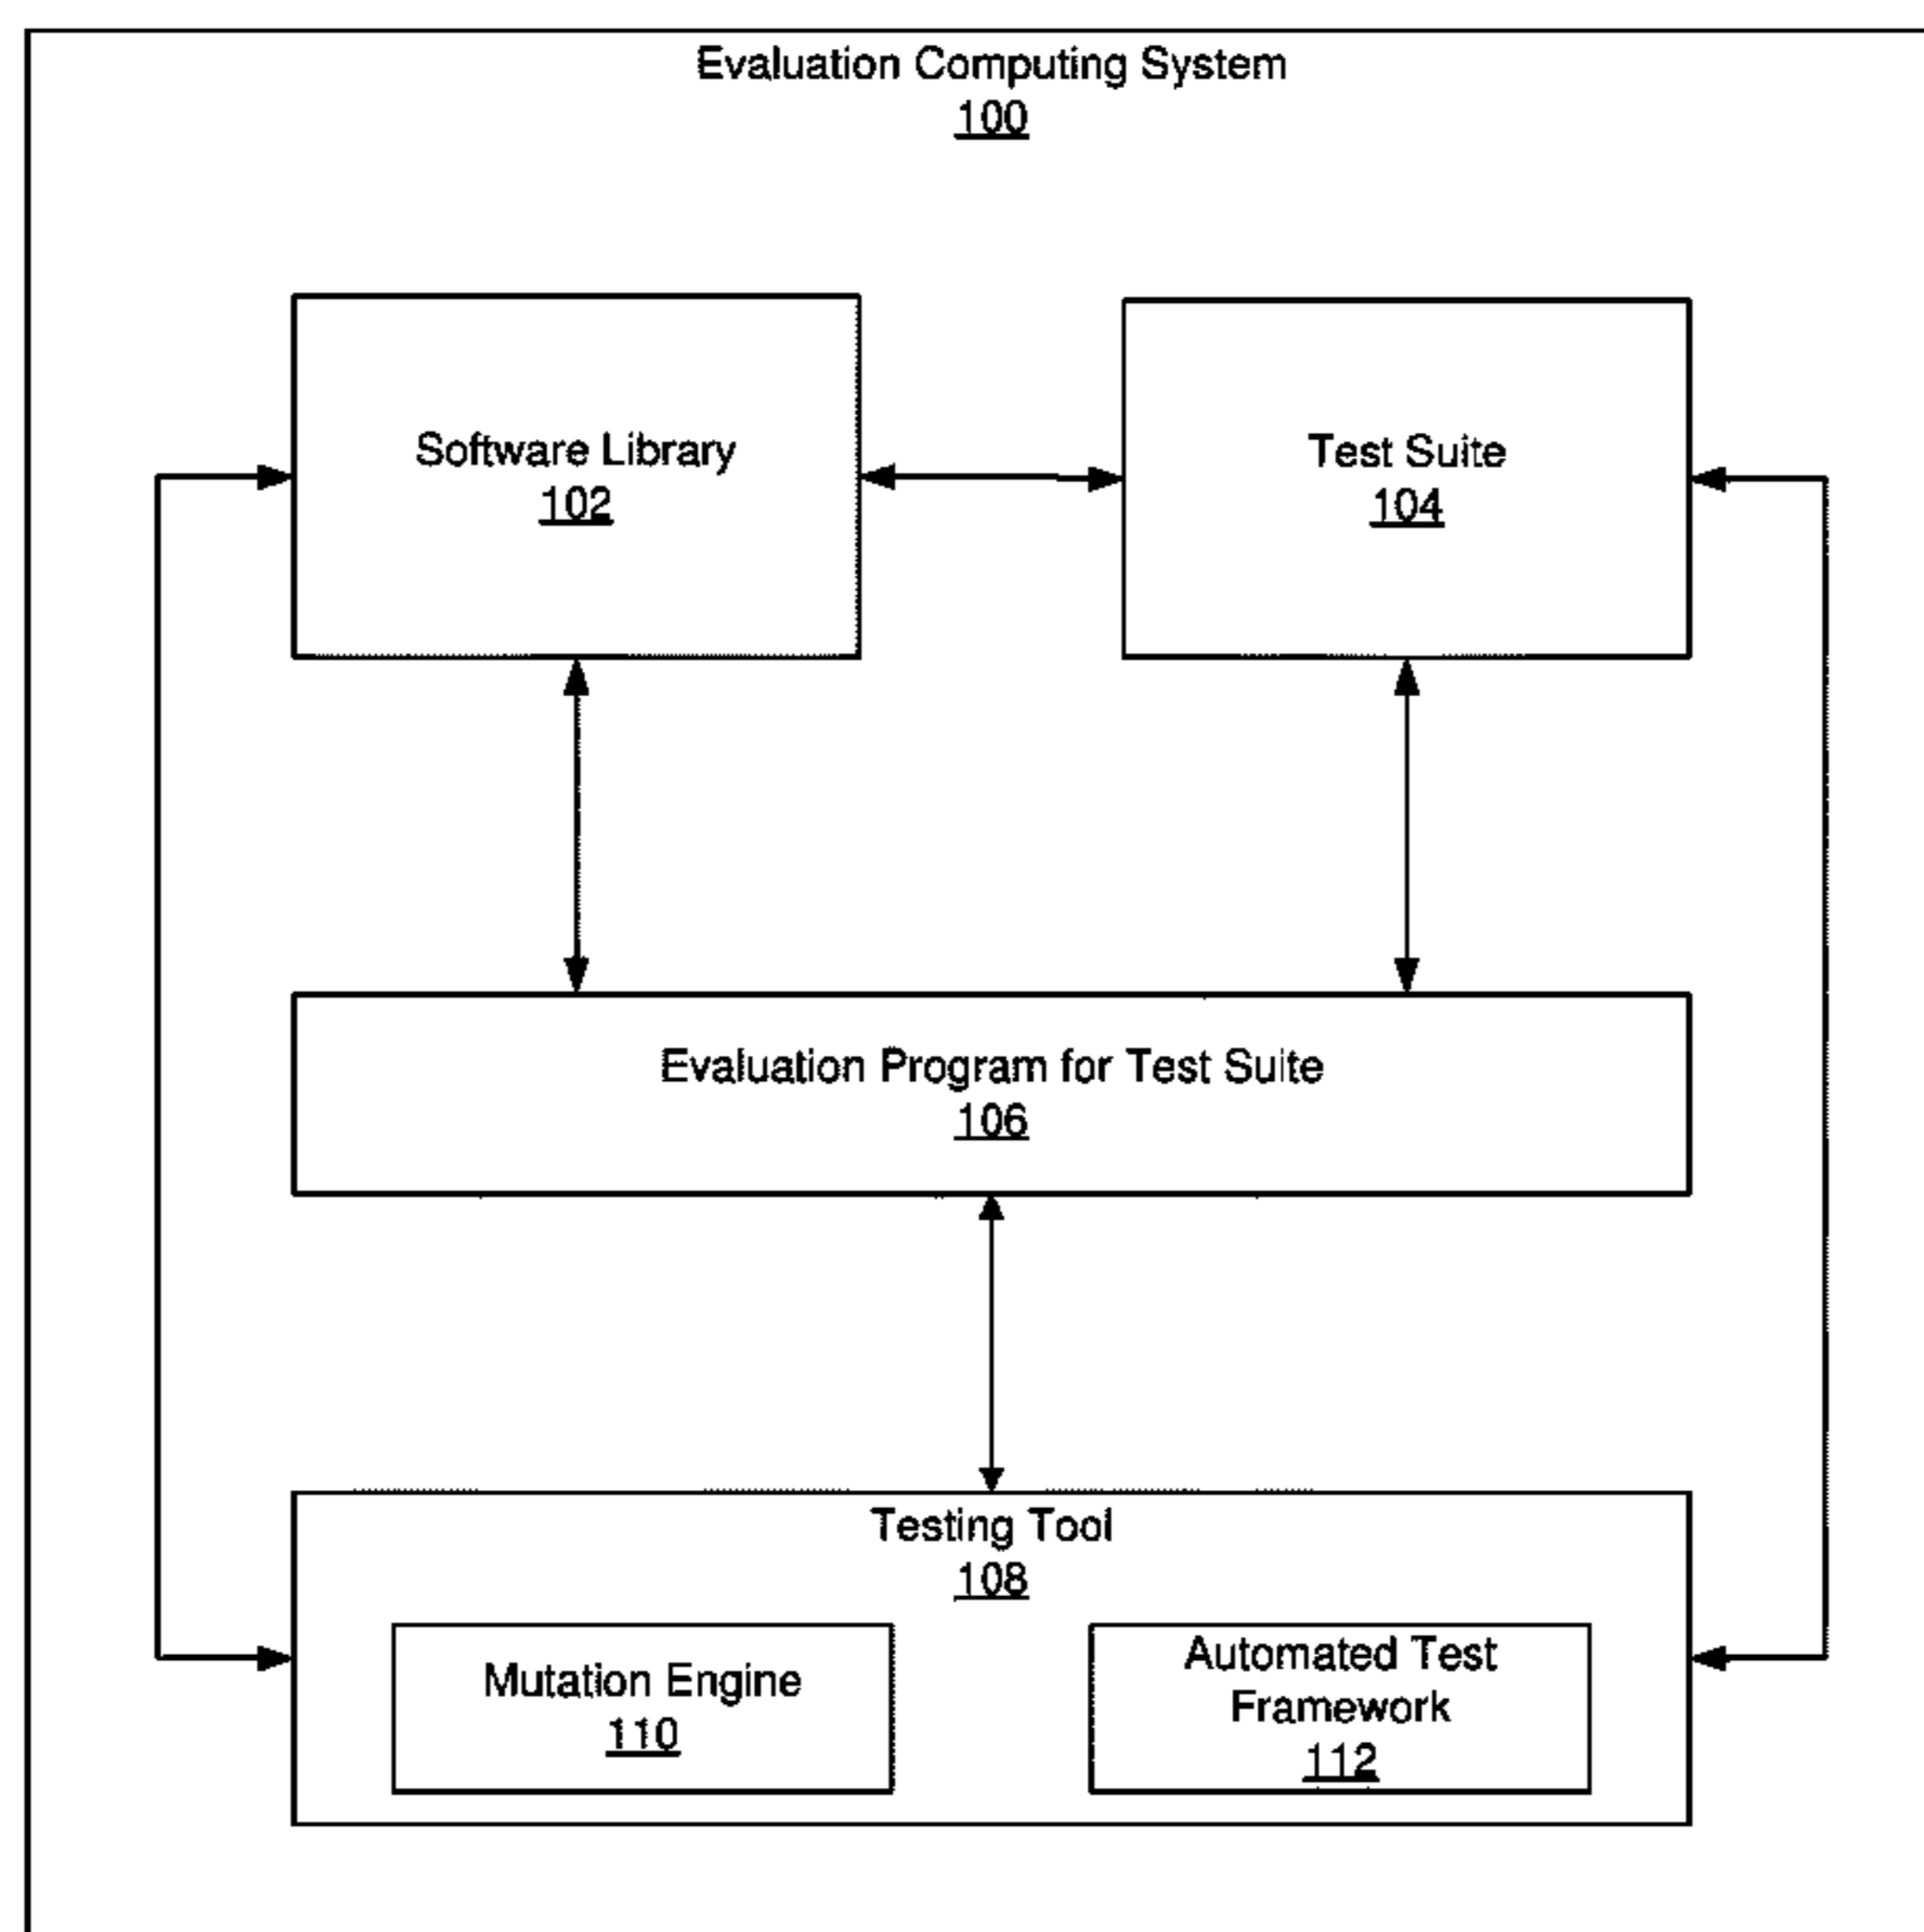 Evaluation Computing System
100
Software Library
102
Test Suite
104
Evaluation Program for Test Suite
106
Testing Tool
108
Mutation Engine
110
Automated Test
Framework
112